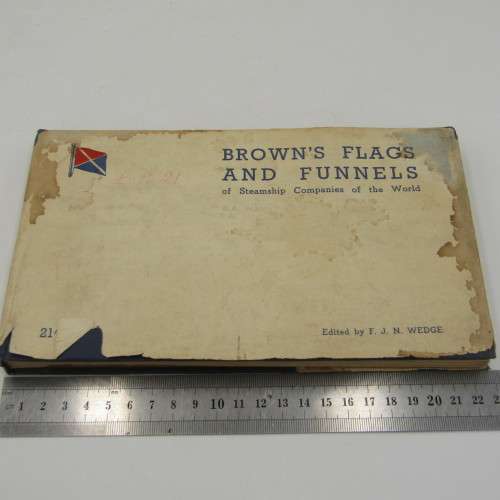 BROWN'S FLAGS
AND FUNNELS
of Steamship Companies of the World
21
Edited by F. J. N. WEDGE
1 2 3 4 5 6 7 8 9 10 11 12 13 14 15 16 17 18 19 20 21 22